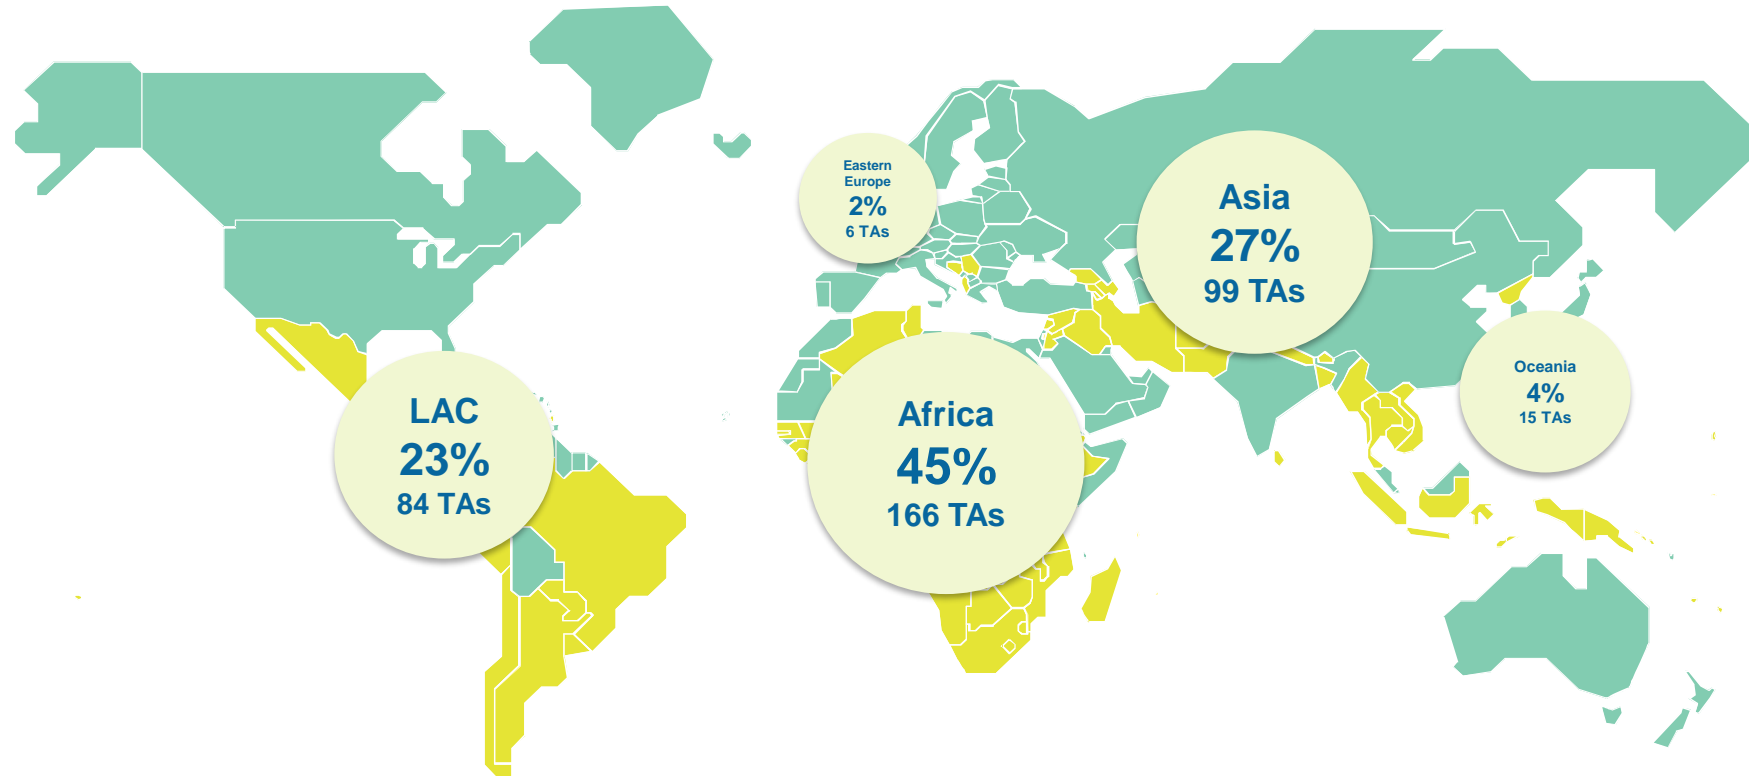 Eastern
Europe
2%
6 TAs
Asia
27%
99 TAs
Oceania
4%
15 TAs
LAC
23%
84 TAs
Africa
45%
166 TAs